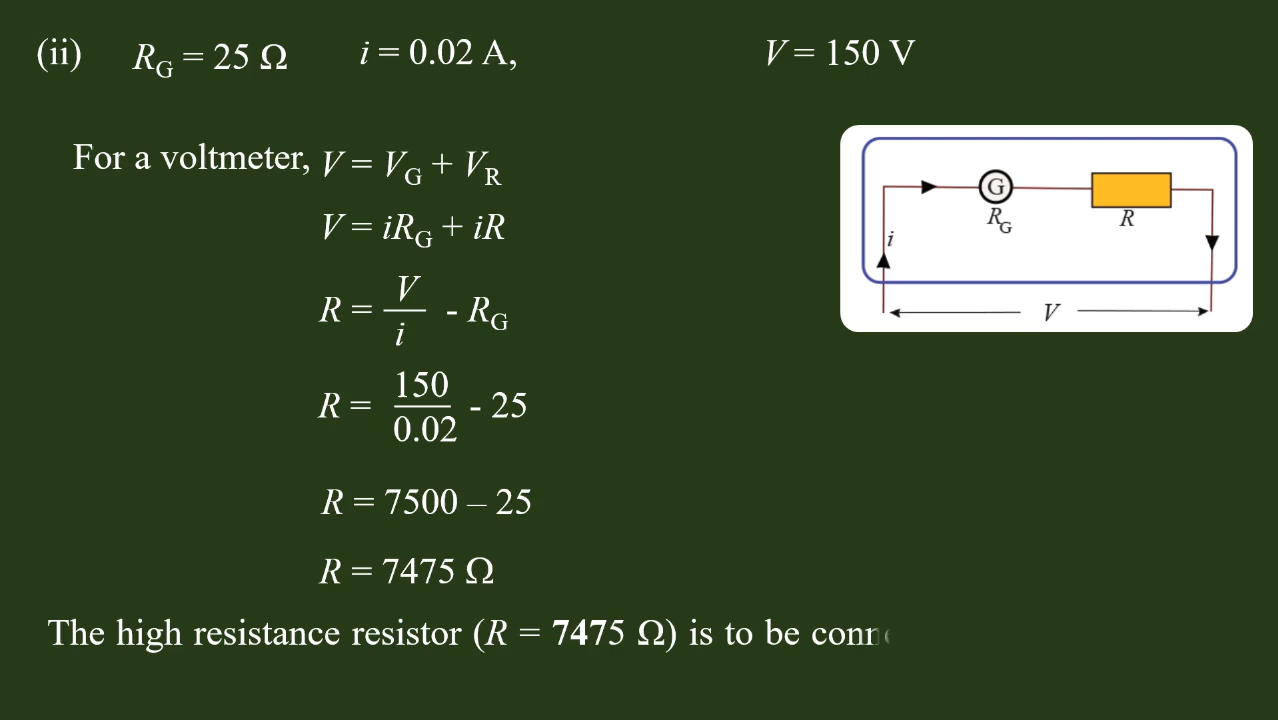 (ii) R_G = 25 Ω i = 0.02 A, V = 150 V
For a voltmeter, V = V_G + V_R
V = iR_G + iR
R = V/i - R_G
R = 150/0.02 - 25
R = 7500 – 25
R = 7475 Ω
The high resistance resistor (R = 7475 Ω) is to be
G
R_G
R
i
V